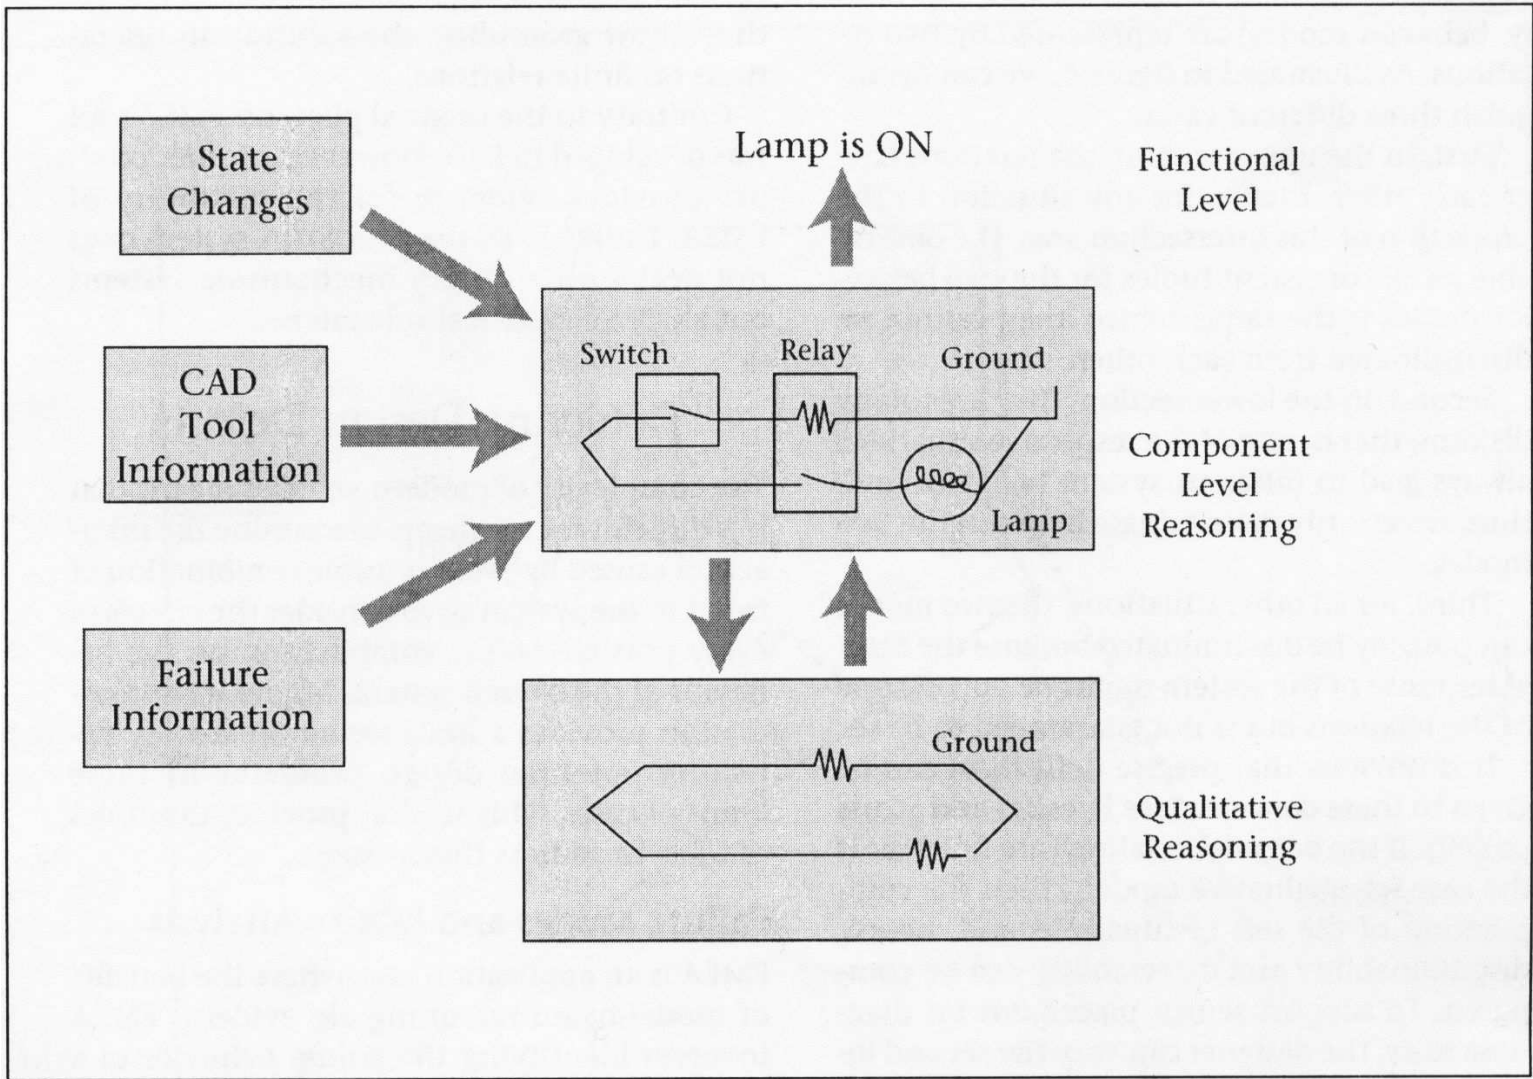 State
Changes
CAD
Tool
Information
Failure
Information
Lamp is ON
Switch
Relay
Ground
Lamp
Ground
Functional
Level
Component
Level
Reasoning
Qualitative
Reasoning